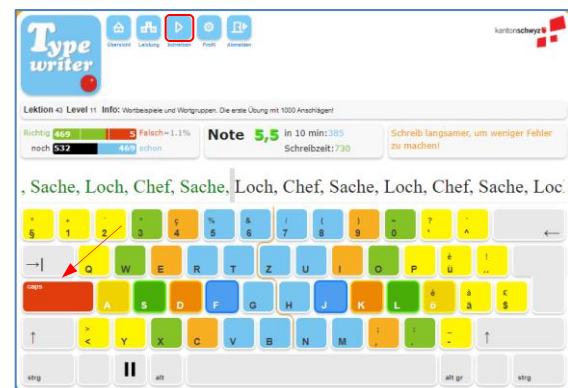 Type
writer
Übersicht Leistung Schreiben Profil Abmelden
kantonschwyz
Lektion 43 Level 11 Info: Wortbeispiele und Wortgruppen. Die erste Übung mit 1000 Anschlägen!
Richtig 469 5 Falsch=1.1%
noch 532 469 schon
Note 5,5 in 10 min:385
Schreibzeit:730
Schreib langsamer, um weniger Fehler
zu machen!
, Sache, Loch, Chef, Sache, Loch, Chef, Sache, Loch, Chef, Sache, Loc
° + " * ç % & / ( ) = ? `
§ 1 2 3 4 5 6 7 8 9 0 ' ^ ←
→| Q W E R T Z U I O P è ü ! ¨
caps A S D F G H J K L é ö à ä £ $
↑ > < Y X C V B N M ; , : . _ - ↑
strg alt alt gr strg